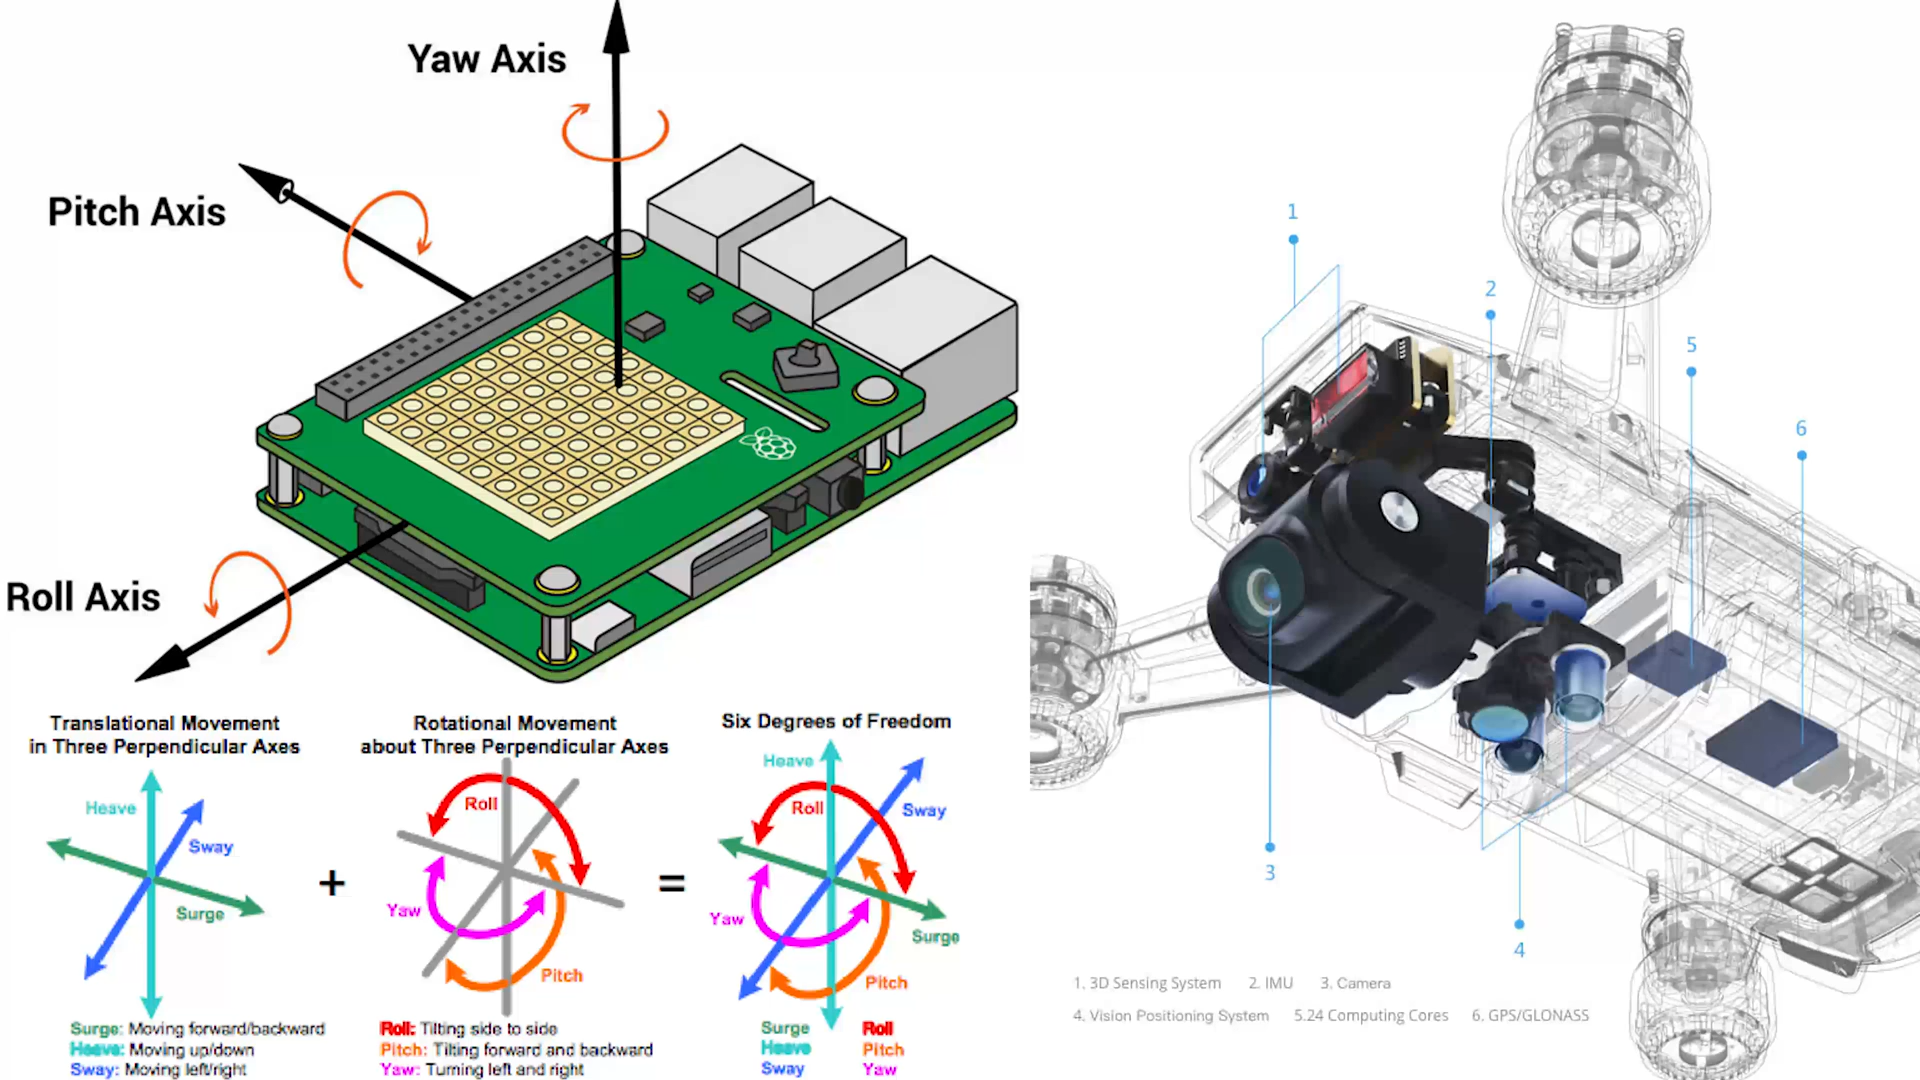 Yaw Axis
Pitch Axis
Roll Axis
Translational Movement
in Three Perpendicular Axes
Heave
Sway
Surge
Surge: Moving forward/backward
Heave: Moving up/down
Sway: Moving left/right
+
Rotational Movement
about Three Perpendicular Axes
Roll
Yaw
Pitch
Roll: Tilting side to side
Pitch: Tilting forward and backward
Yaw: Turning left and right
=
Six Degrees of Freedom
Heave
Roll
Sway
Yaw
Surge
Pitch
Surge Roll
Heave Pitch
Sway Yaw
1
2
5
6
3
4
1. 3D Sensing System 2. IMU 3. Camera
4. Vision Positioning System 5.24 Computing Cores 6. GPS/GLONASS